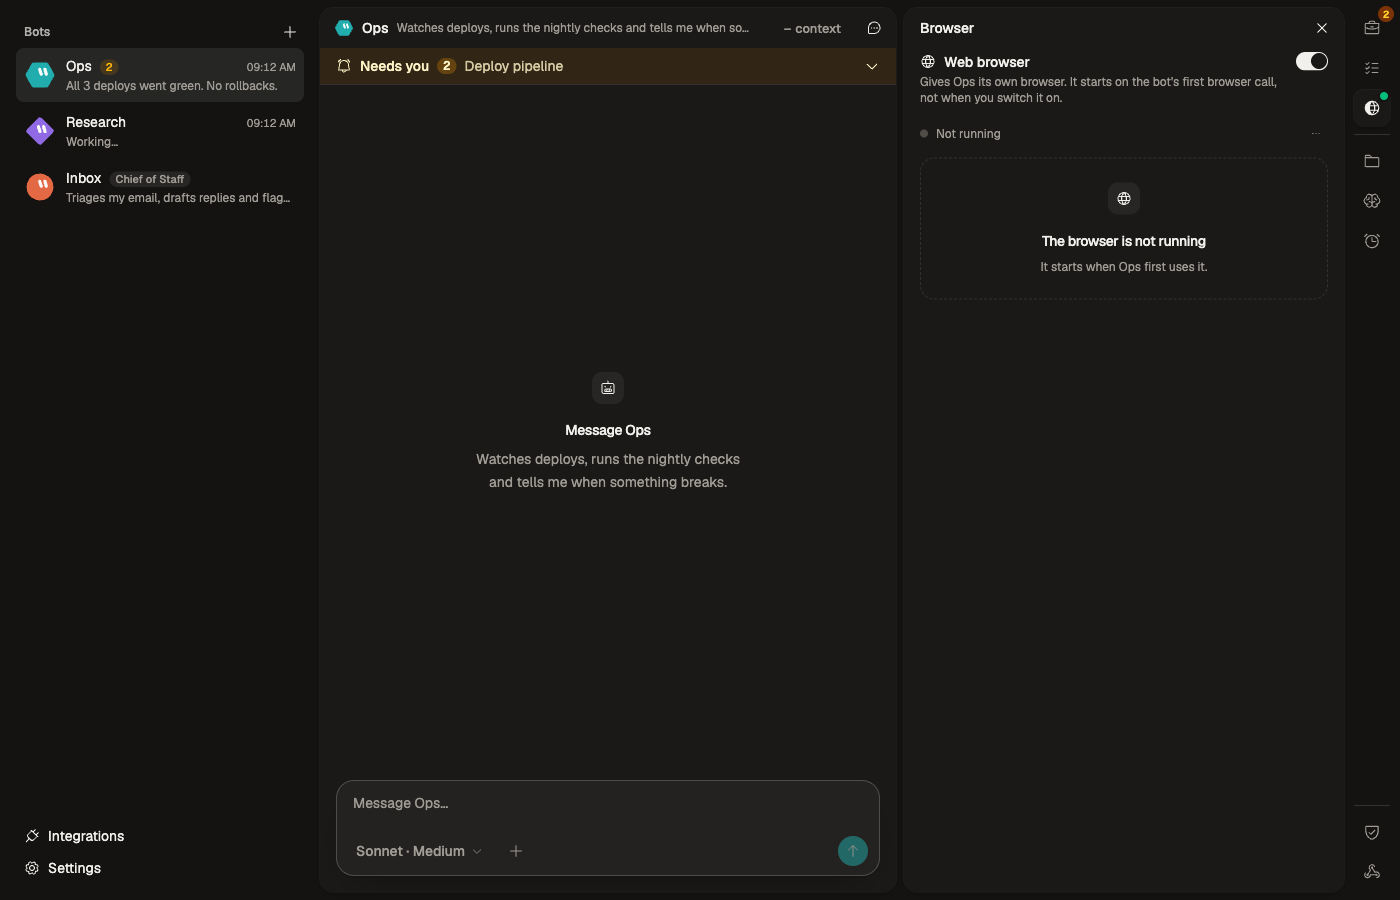 Bots
Ops 2 09:12 AM
All 3 deploys went green. No rollbacks.
Research 09:12 AM
Working...
Inbox Chief of Staff
Triages my email, drafts replies and flag...
Integrations
Settings
Ops Watches deploys, runs the nightly checks and tells me when so... – context
Needs you 2 Deploy pipeline
Message Ops
Watches deploys, runs the nightly checks
and tells me when something breaks.
Message Ops...
Sonnet · Medium
Browser
Web browser
Gives Ops its own browser. It starts on the bot's first browser call,
not when you switch it on.
Not running
The browser is not running
It starts when Ops first uses it.
2